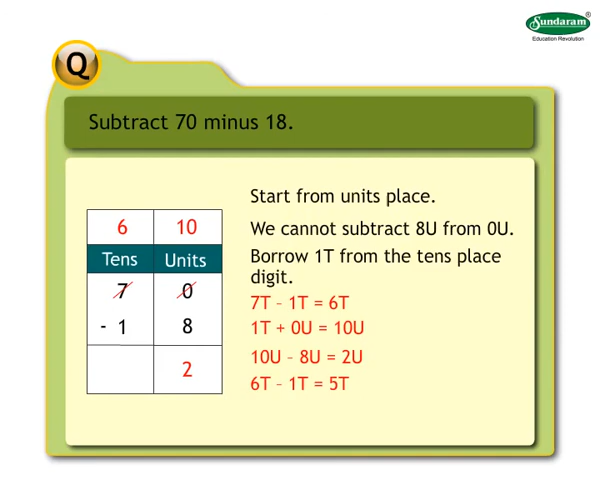 Sundaram®
Education Revolution
Q
Subtract 70 minus 18.
Start from units place.
We cannot subtract 8U from 0U.
Borrow 1T from the tens place
digit.
7T - 1T = 6T
1T + 0U = 10U
10U - 8U = 2U
6T - 1T = 5T
6 10
Tens Units
7 0
- 1 8
2